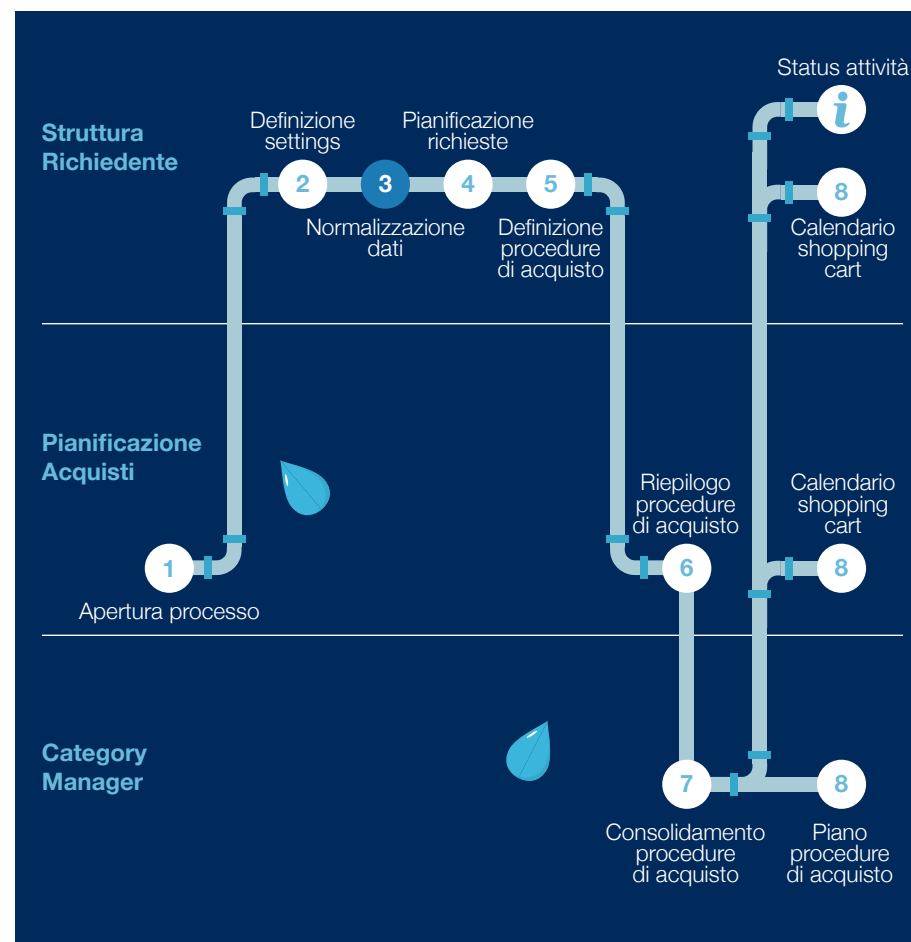 Status attività
i
Struttura
Richiedente
Definizione
settings
Pianificazione
richieste
2
3
4
5
8
Normalizzazione
dati
Definizione
procedure
di acquisto
Calendario
shopping
cart
Pianificazione
Acquisti
Riepilogo
procedure
di acquisto
Calendario
shopping
cart
1
6
8
Apertura processo
Category
Manager
7
8
Consolidamento
procedure
di acquisto
Piano
procedure
di acquisto